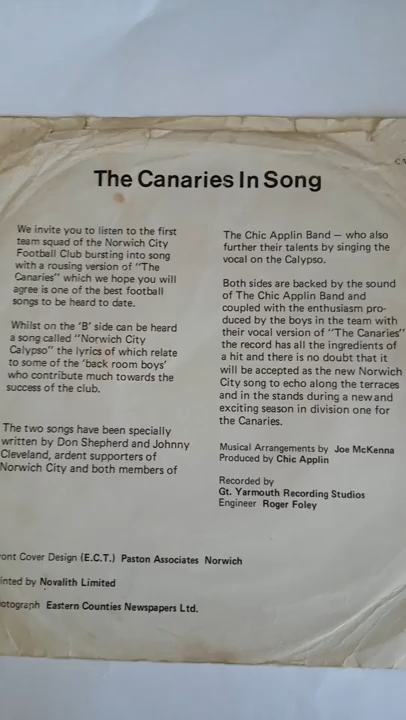 The Canaries In Song
We invite you to listen to the first
team squad of the Norwich City
Football Club bursting into song
with a rousing version of "The
Canaries" which we hope you will
agree is one of the best football
songs to be heard to date.
Whilst on the 'B' side can be heard
a song called "Norwich City
Calypso" the lyrics of which relate
to some of the 'back room boys'
who contribute much towards the
success of the club.
The two songs have been specially
written by Don Shepherd and Johnny
Cleveland, ardent supporters of
Norwich City and both members of
The Chic Applin Band — who also
further their talents by singing the
vocal on the Calypso.
Both sides are backed by the sound
of The Chic Applin Band and
coupled with the enthusiasm pro-
duced by the boys in the team with
their vocal version of "The Canaries"
the record has all the ingredients of
a hit and there is no doubt that it
will be accepted as the new Norwich
City song to echo along the terraces
and in the stands during a new and
exciting season in division one for
the Canaries.
Musical Arrangements by Joe McKenna
Produced by Chic Applin
Recorded by
Gt. Yarmouth Recording Studios
Engineer Roger Foley
ont Cover Design (E.C.T.) Paston Associates Norwich
inted by Novalith Limited
otograph Eastern Counties Newspapers Ltd.